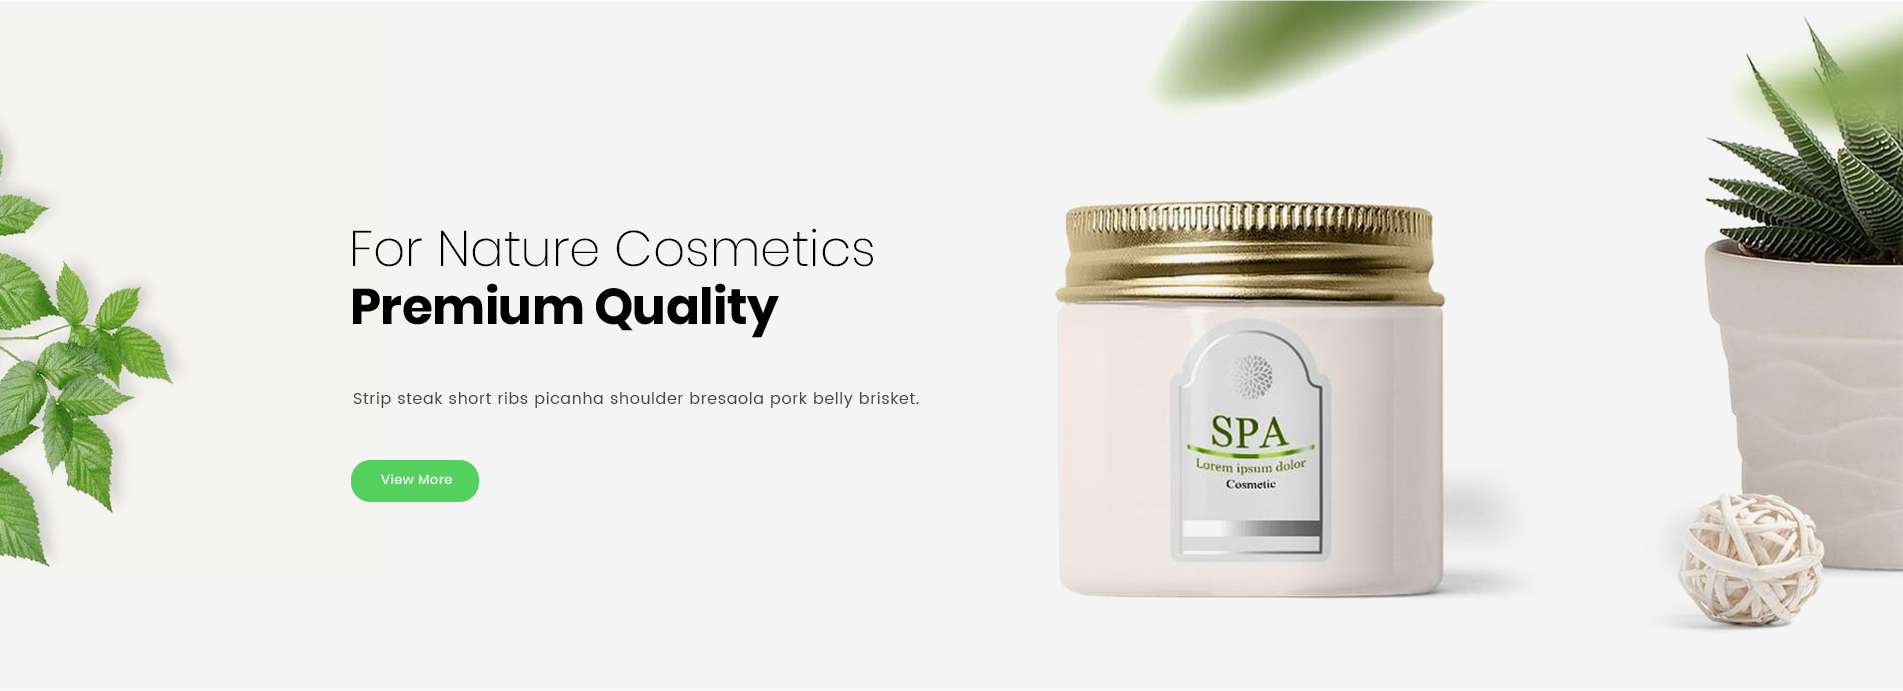 For Nature Cosmetics
Premium Quality
Strip steak short ribs picanha shoulder bresaola pork belly brisket.
View More
SPA
Lorem ipsum dolor
Cosmetic